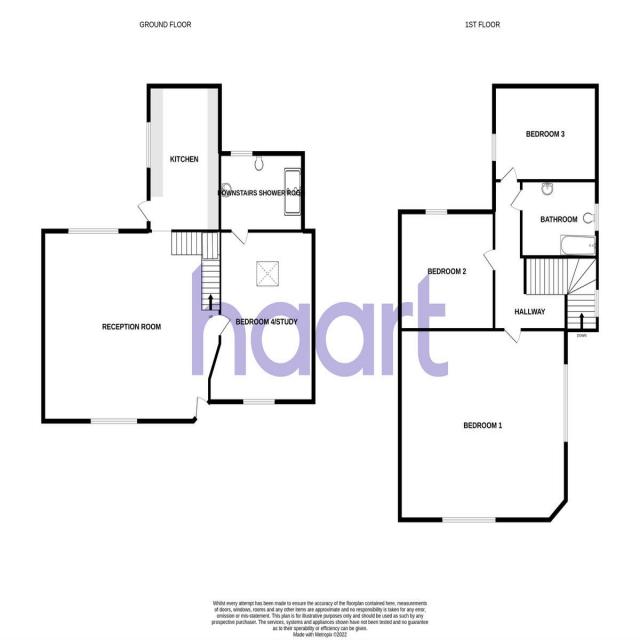 GROUND FLOOR
1ST FLOOR
KITCHEN
BEDROOM 3
DOWNSTAIRS SHOWER ROOM
BATHROOM
BEDROOM 2
HALLWAY
DOWN
RECEPTION ROOM
BEDROOM 4/STUDY
haart
BEDROOM 1
Whilst every attempt has been made to ensure the accuracy of the floorplan contained here, measurements
of doors, windows, rooms and any other items are approximate and no responsibility is taken for any error,
omission or mis-statement. This plan is for illustrative purposes only and should be used as such by any
prospective purchaser. The services, systems and appliances shown have not been tested and no guarantee
as to their operability or efficiency can be given.
Made with Metropix ©2022